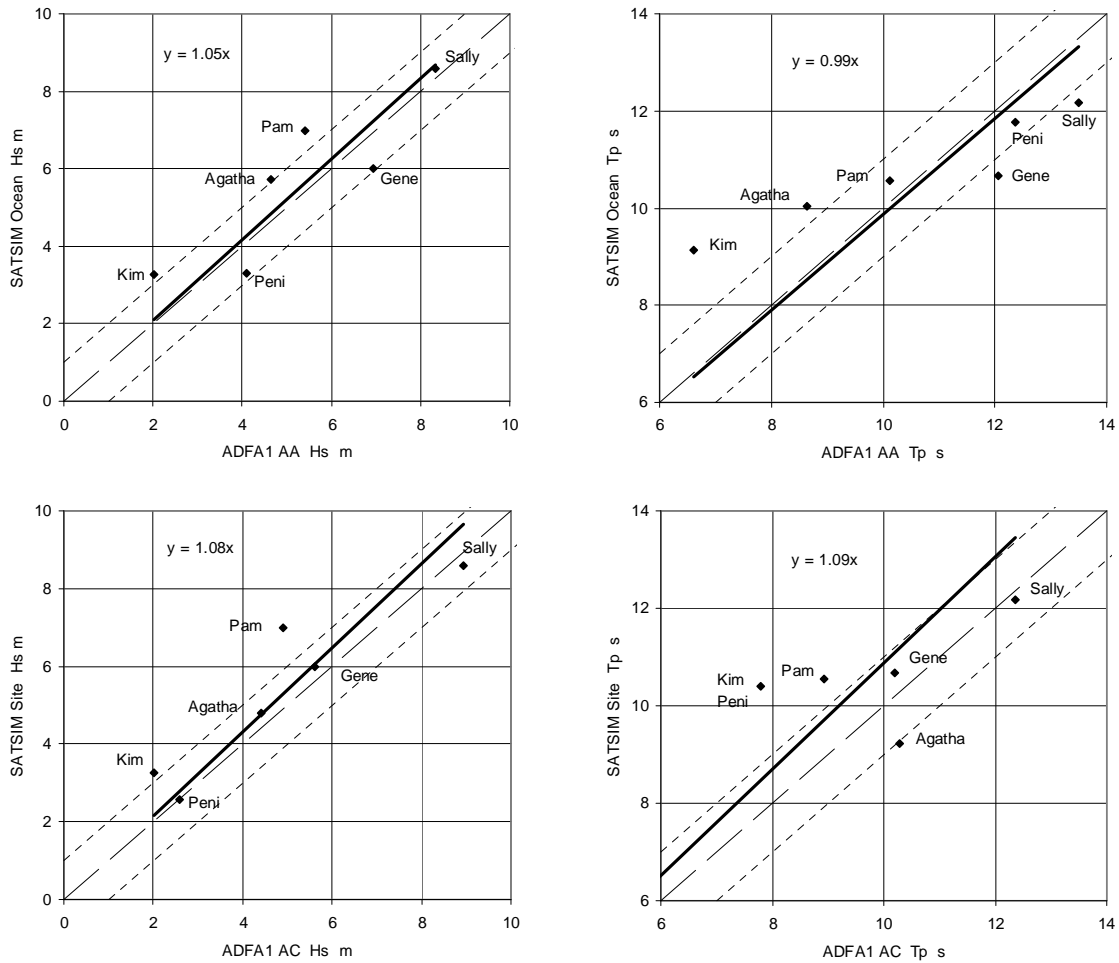 10
8
6
4
2
0
SATSIM Ocean Hs m
y = 1.05x
Sally
Pam
Agatha
Gene
Kim
Peni
0 2 4 6 8 10
ADFA1 AA Hs m
14
12
10
8
6
SATSIM Ocean Tp s
y = 0.99x
Sally
Peni
Pam
Gene
Agatha
Kim
6 8 10 12 14
ADFA1 AA Tp s
10
8
6
4
2
0
SATSIM Site Hs m
y = 1.08x
Sally
Pam
Gene
Agatha
Kim
Peni
0 2 4 6 8 10
ADFA1 AC Hs m
14
12
10
8
6
SATSIM Site Tp s
y = 1.09x
Sally
Gene
Pam
Kim
Peni
Agatha
6 8 10 12 14
ADFA1 AC Tp s